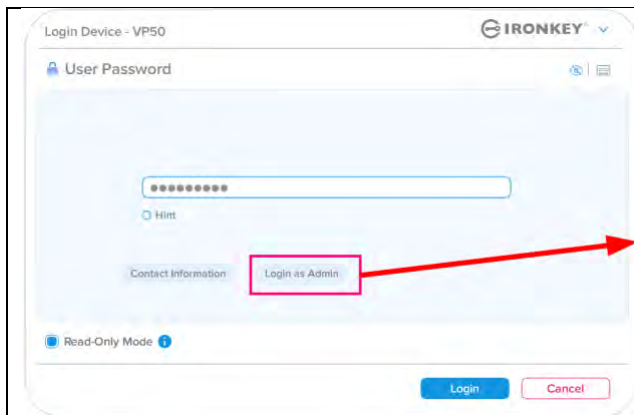 Login Device - VP50
IRONKEY
User Password
Hint
Contact Information
Login as Admin
Read-Only Mode
Login
Cancel